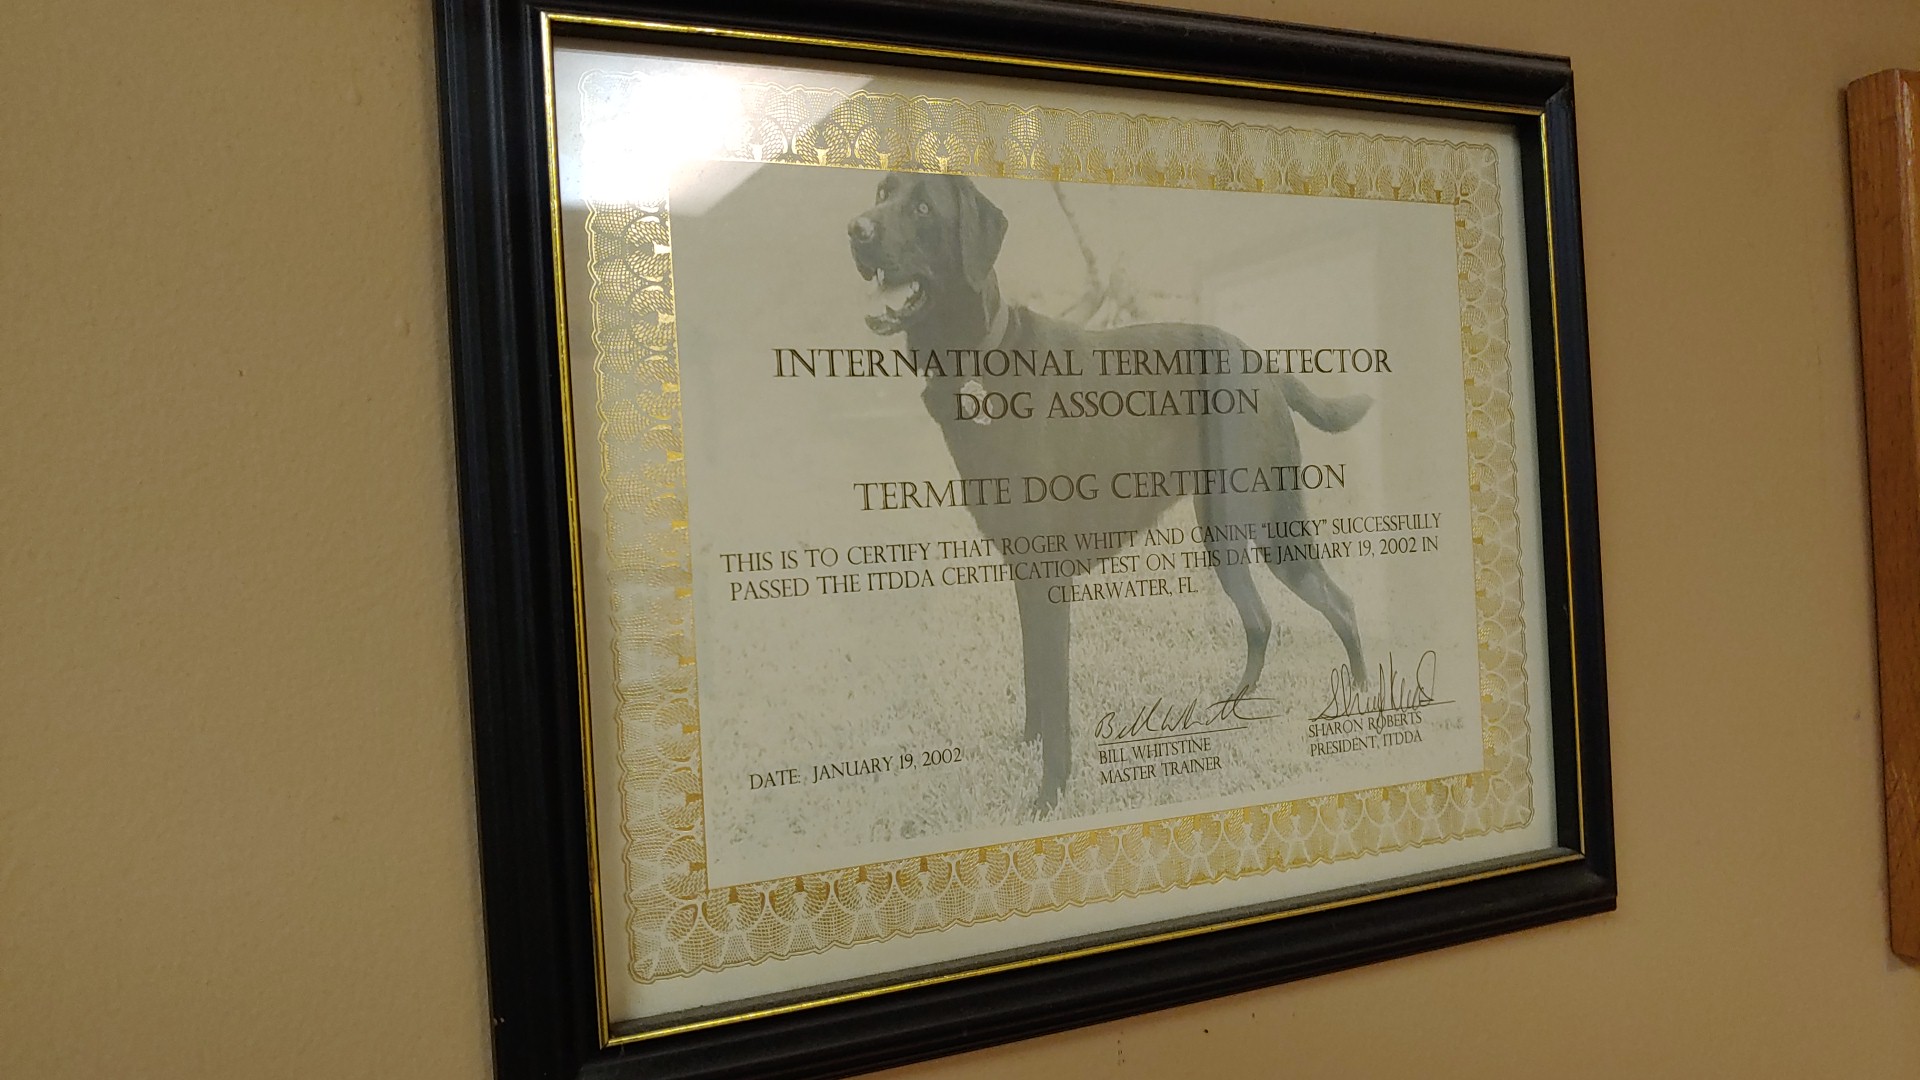 INTERNATIONAL TERMITE DETECTOR
DOG ASSOCIATION
TERMITE DOG CERTIFICATION
THIS IS TO CERTIFY THAT ROGER WHITT AND CANINE "LUCKY" SUCCESSFULLY
PASSED THE ITDDA CERTIFICATION TEST ON THIS DATE JANUARY 19, 2002 IN
CLEARWATER, FL.
DATE: JANUARY 19, 2002
BILL WHITSTINE
MASTER TRAINER
SHARON ROBERTS
PRESIDENT, ITDDA